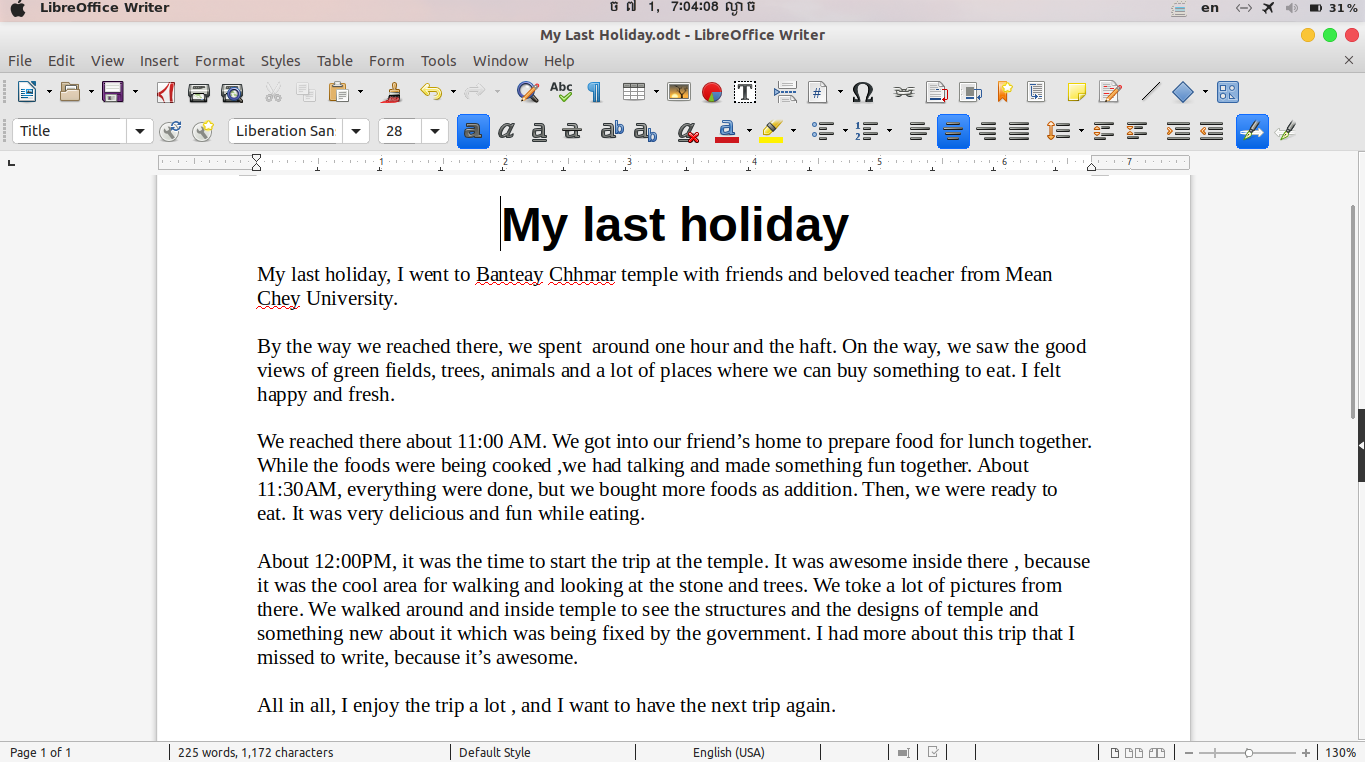 LibreOffice Writer
ច ៧ 1, 7:04:08 ល្ងាច
en
31%
My Last Holiday.odt - LibreOffice Writer
File Edit View Insert Format Styles Table Form Tools Window Help
Abc
Title
Liberation San
28
1 2 3 4 5 6 7
My last holiday
My last holiday, I went to Banteay Chhmar temple with friends and beloved teacher from Mean
Chey University.
By the way we reached there, we spent  around one hour and the haft. On the way, we saw the good
views of green fields, trees, animals and a lot of places where we can buy something to eat. I felt
happy and fresh.
We reached there about 11:00 AM. We got into our friend’s home to prepare food for lunch together.
While the foods were being cooked ,we had talking and made something fun together. About
11:30AM, everything were done, but we bought more foods as addition. Then, we were ready to
eat. It was very delicious and fun while eating.
About 12:00PM, it was the time to start the trip at the temple. It was awesome inside there , because
it was the cool area for walking and looking at the stone and trees. We toke a lot of pictures from
there. We walked around and inside temple to see the structures and the designs of temple and
something new about it which was being fixed by the government. I had more about this trip that I
missed to write, because it’s awesome.
All in all, I enjoy the trip a lot , and I want to have the next trip again.
Page 1 of 1
225 words, 1,172 characters
Default Style
English (USA)
130%